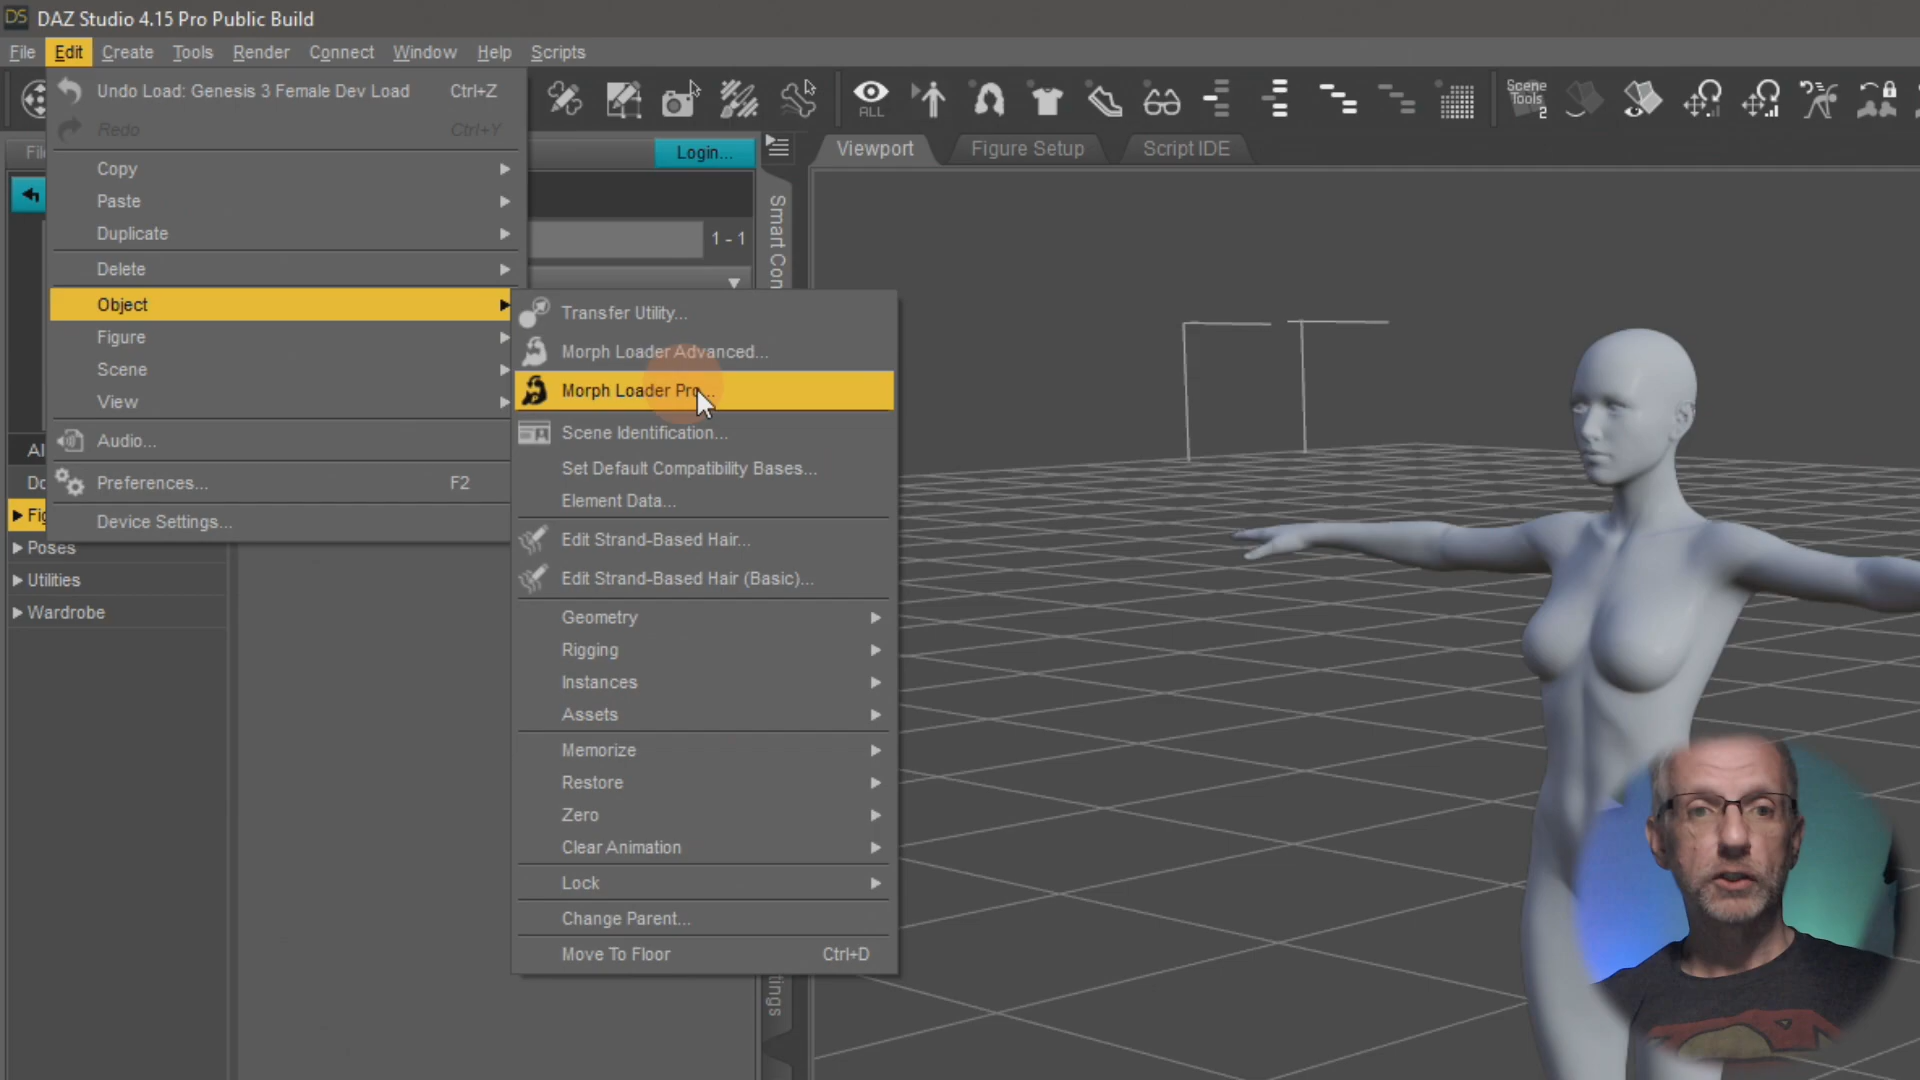 DS DAZ Studio 4.15 Pro Public Build
File Edit Create Tools Render Connect Window Help Scripts
Undo Load: Genesis 3 Female Dev Load Ctrl+Z
Redo Ctrl+Y
Copy
Paste
Duplicate
Delete
Object
Figure
Scene
View
Audio...
Preferences... F2
Device Settings...
Poses
Utilities
Wardrobe
Login...
1 - 1
Smart Con
Transfer Utility...
Morph Loader Advanced...
Morph Loader Pro...
Scene Identification...
Set Default Compatibility Bases...
Element Data...
Edit Strand-Based Hair...
Edit Strand-Based Hair (Basic)...
Geometry
Rigging
Instances
Assets
Memorize
Restore
Zero
Clear Animation
Lock
Change Parent...
Move To Floor Ctrl+D
ALL
Scene
Tools
2
Viewport Figure Setup Script IDE